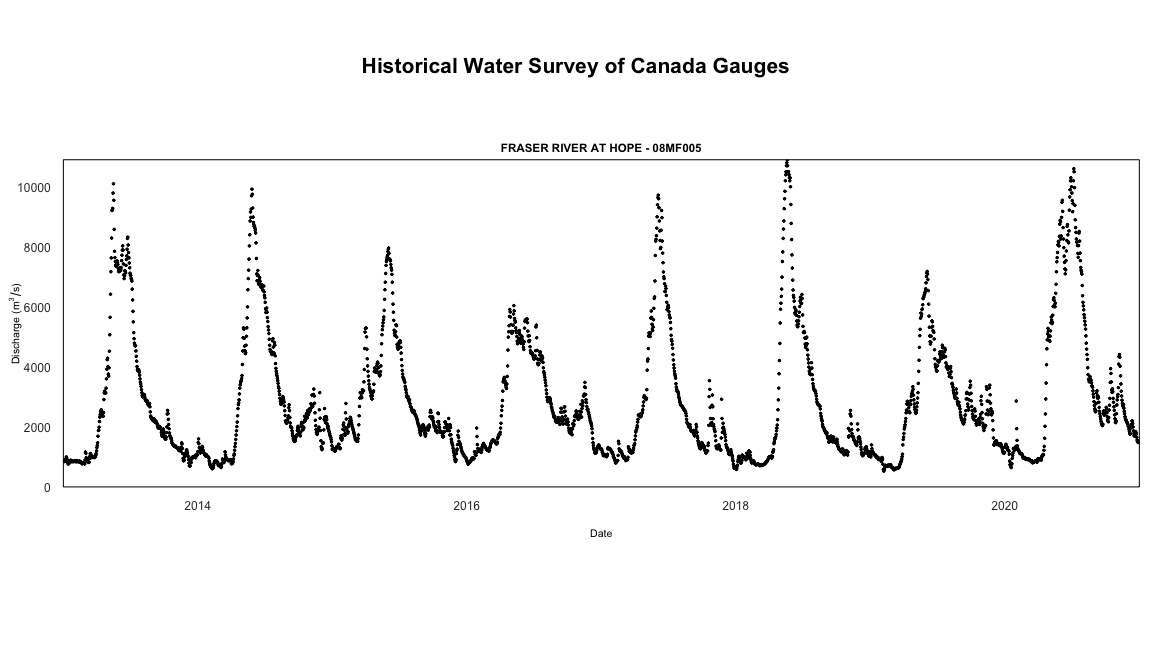 Historical Water Survey of Canada Gauges
FRASER RIVER AT HOPE - 08MF005
Discharge (m³/s)
10000
8000
6000
4000
2000
0
2014 2016 2018 2020
Date